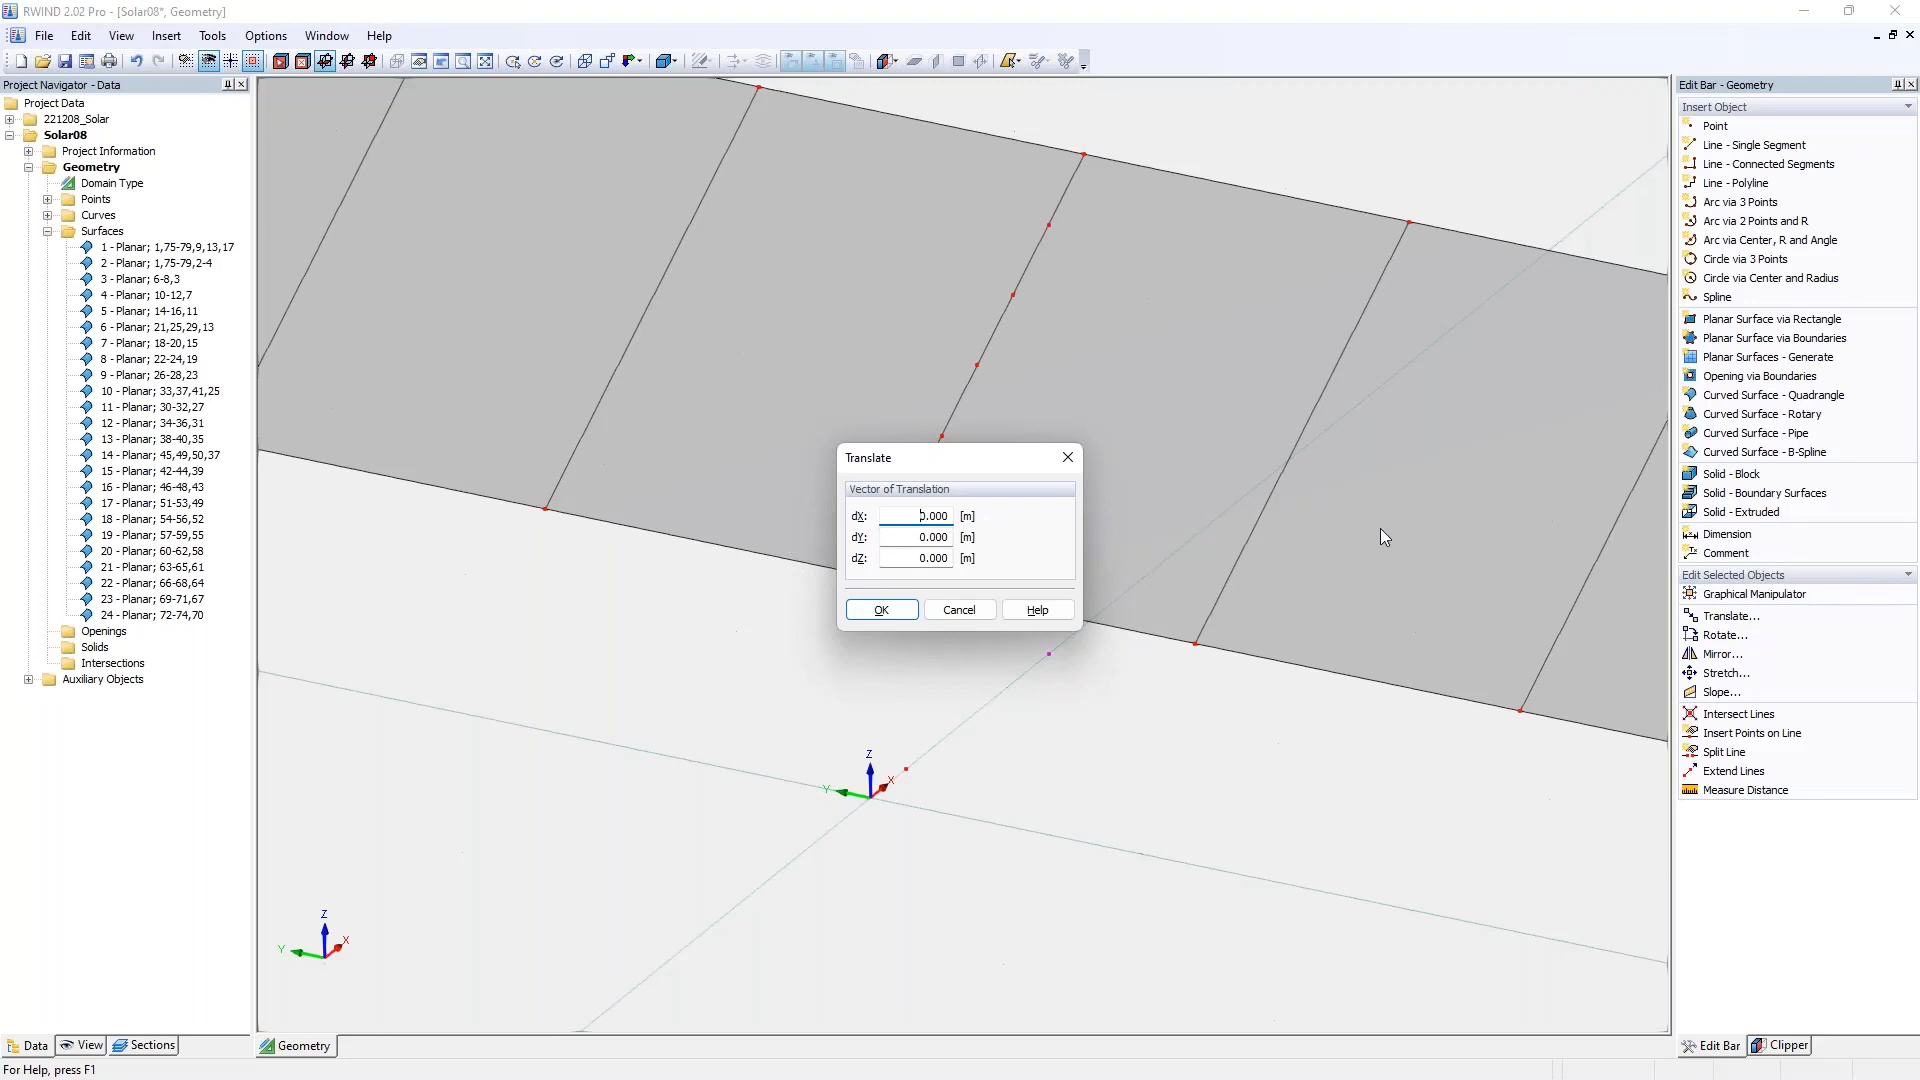 RWIND 2.02 Pro - [Solar08*, Geometry]
File Edit View Insert Tools Options Window Help
Project Navigator - Data
Project Data
221208_Solar
Solar08
Project Information
Geometry
Domain Type
Points
Curves
Surfaces
1 - Planar; 1,75-79,9,13,17
2 - Planar; 1,75-79,2-4
3 - Planar; 6-8,3
4 - Planar; 10-12,7
5 - Planar; 14-16,11
6 - Planar; 21,25,29,13
7 - Planar; 18-20,15
8 - Planar; 22-24,19
9 - Planar; 26-28,23
10 - Planar; 33,37,41,25
11 - Planar; 30-32,27
12 - Planar; 34-36,31
13 - Planar; 38-40,35
14 - Planar; 45,49,50,37
15 - Planar; 42-44,39
16 - Planar; 46-48,43
17 - Planar; 51-53,49
18 - Planar; 54-56,52
19 - Planar; 57-59,55
20 - Planar; 60-62,58
21 - Planar; 63-65,61
22 - Planar; 66-68,64
23 - Planar; 69-71,67
24 - Planar; 72-74,70
Openings
Solids
Intersections
Auxiliary Objects
Data View Sections
Translate
Vector of Translation
dX: 0.000 [m]
dY: 0.000 [m]
dZ: 0.000 [m]
OK Cancel Help
Z
Y X
Z
Y X
Geometry
Edit Bar - Geometry
Insert Object
Point
Line - Single Segment
Line - Connected Segments
Line - Polyline
Arc via 3 Points
Arc via 2 Points and R
Arc via Center, R and Angle
Circle via 3 Points
Circle via Center and Radius
Spline
Planar Surface via Rectangle
Planar Surface via Boundaries
Planar Surfaces - Generate
Opening via Boundaries
Curved Surface - Quadrangle
Curved Surface - Rotary
Curved Surface - Pipe
Curved Surface - B-Spline
Solid - Block
Solid - Boundary Surfaces
Solid - Extruded
Dimension
Comment
Edit Selected Objects
Graphical Manipulator
Translate...
Rotate...
Mirror...
Stretch...
Slope...
Intersect Lines
Insert Points on Line
Split Line
Extend Lines
Measure Distance
Edit Bar Clipper
For Help, press F1